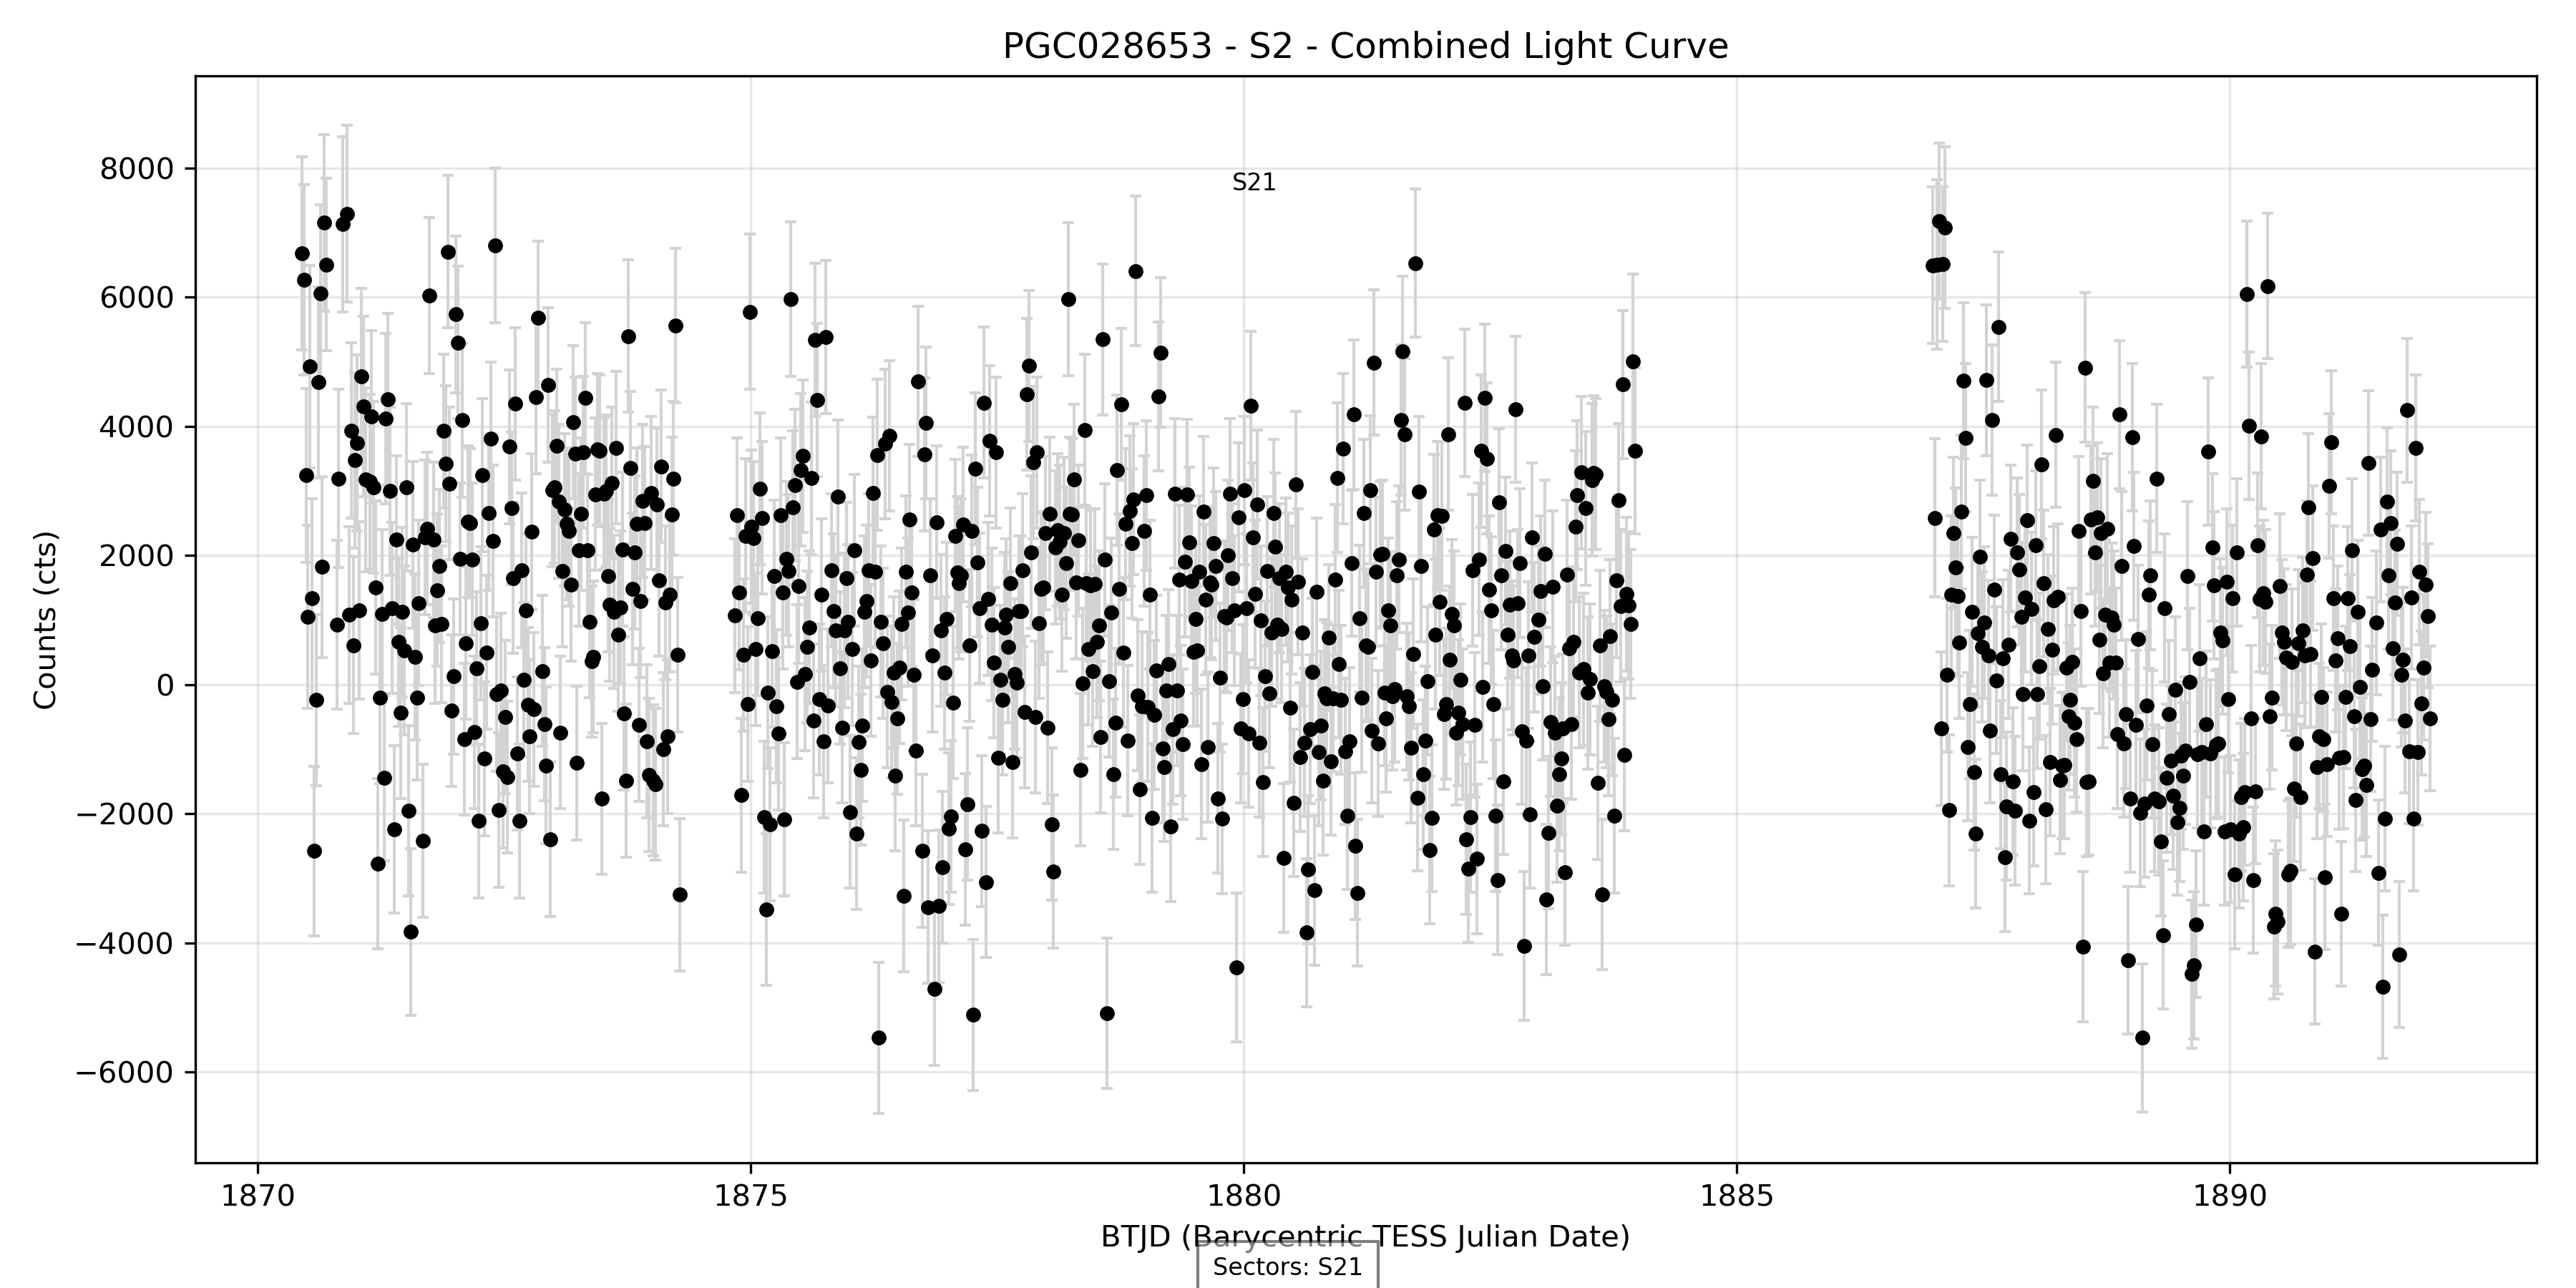 PGC028653 - S2 - Combined Light Curve
S21
8000
6000
4000
2000
0
−2000
−4000
−6000
Counts (cts)
1870
1875
1880
1885
1890
BTJD (Barycentric TESS Julian Date)
Sectors: S21